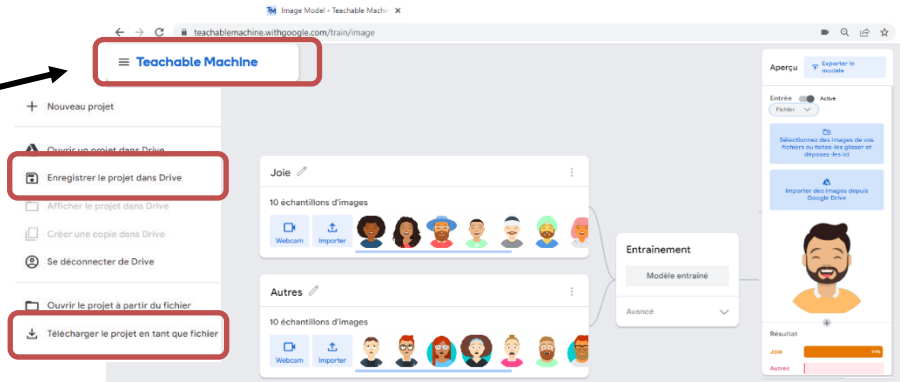 Image Model - Teachable Machin
teachablemachine.withgoogle.com/train/image
Teachable Machine
Nouveau projet
Ouvrir un projet dans Drive
Enregistrer le projet dans Drive
Afficher le projet dans Drive
Créer une copie dans Drive
Se déconnecter de Drive
Ouvrir le projet à partir du fichier
Télécharger le projet en tant que fichier
Joie
10 échantillons d'images
Webcam
Importer
Autres
10 échantillons d'images
Webcam
Importer
Entraînement
Modèle entraîné
Avancé
Aperçu
Exporter le
modèle
Entrée
Activé
Fichier
Sélectionnez des images de vos
fichiers ou faites-les glisser et
déposez-les ici
Importer des images depuis
Google Drive
Résultat
Joie
Autres